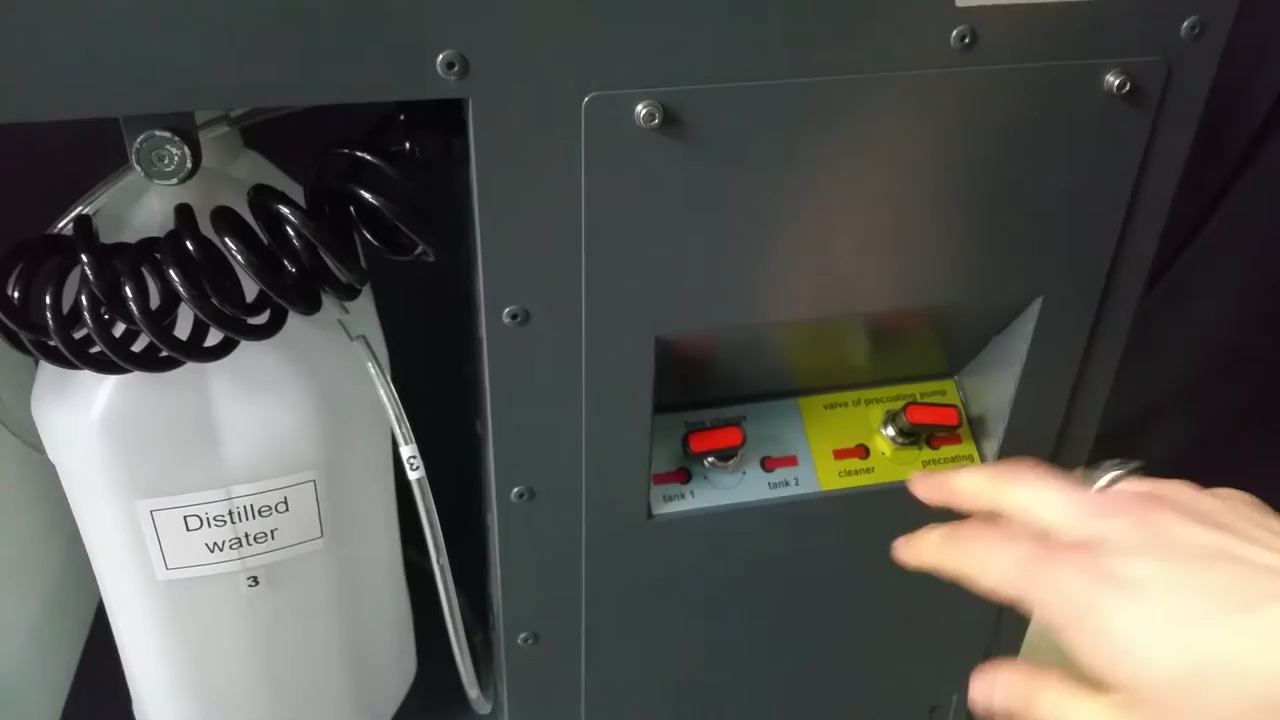 Distilled
water
3
3
tank 1
tank 2
valve of precoating pump
cleaner
precoating